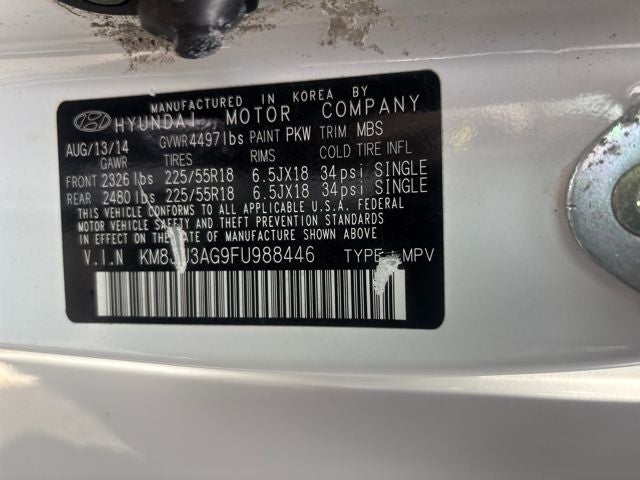 MANUFACTURED IN KOREA BY
HYUNDAI MOTOR COMPANY
AUG/13/14 GVWR 4497lbs PAINT PKW TRIM MBS
GAWR TIRES RIMS COLD TIRE INFL
FRONT 2326lbs 225/55R18 6.5JX18 34psi SINGLE
REAR 2480lbs 225/55R18 6.5JX18 34psi SINGLE
THIS VEHICLE CONFORMS TO ALL APPLICABLE U.S.A. FEDERAL
MOTOR VEHICLE SAFETY AND THEFT PREVENTION STANDARDS
IN EFFECT ON THE DATE OF MANUFACTURE SHOWN ABOVE
V.I.N TYPE : MPV